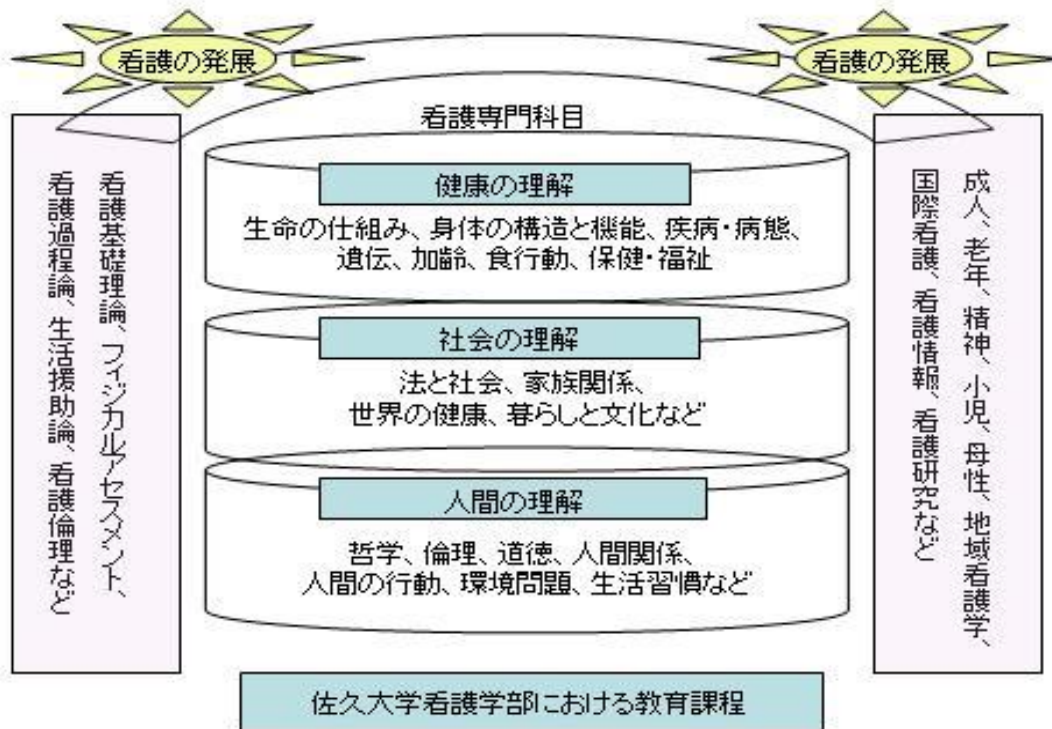 看護の発展
看護の発展
看護専門科目
健康の理解
生命の仕組み、身体の構造と機能、疾病・病態、
遺伝、加齢、食行動、保健・福祉
社会の理解
法と社会、家族関係、
世界の健康、暮らしと文化など
人間の理解
哲学、倫理、道徳、人間関係、
人間の行動、環境問題、生活習慣など
看護基礎理論、フィジカルアセスメント、
看護過程論、生活援助論、看護倫理など
成人、老年、精神、小児、母性、地域看護学、
国際看護、看護情報、看護研究など
佐久大学看護学部における教育課程